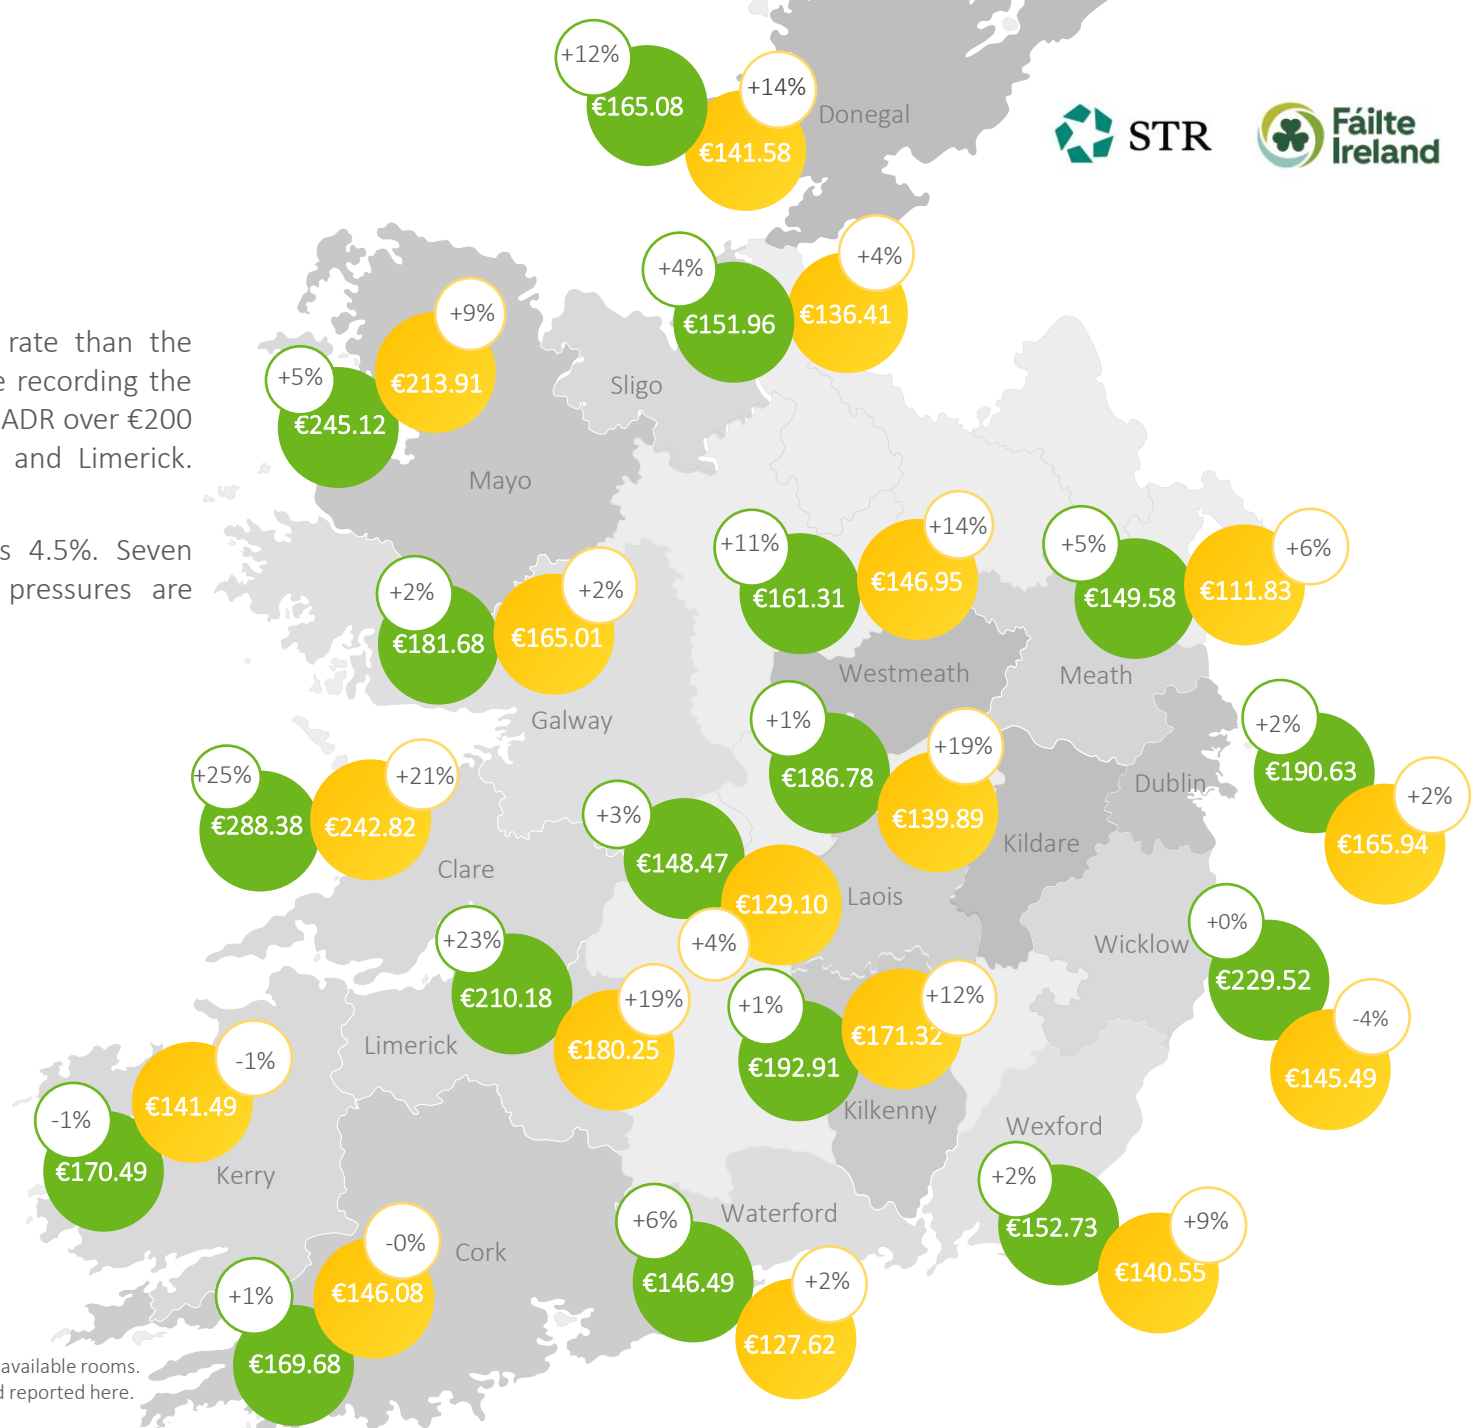 +12%
€165.08
+14%
€141.58
Donegal
STR
Fáilte
Ireland
+4%
€151.96
+4%
€136.41
+9%
€213.91
+5%
€245.12
Sligo
Mayo
rate than the
e recording the
ADR over €200
and Limerick.
s 4.5%. Seven
pressures are
+11%
€161.31
+14%
€146.95
+5%
€149.58
+6%
€111.83
+2%
€181.68
+2%
€165.01
Westmeath
Meath
Galway
+1%
€186.78
+19%
€139.89
+2%
€190.63
Dublin
+2%
€165.94
+25%
€288.38
+21%
€242.82
Clare
+3%
€148.47
€129.10
+4%
Laois
Kildare
Wicklow
+0%
€229.52
-4%
€145.49
+23%
€210.18
+19%
€180.25
Limerick
+1%
€192.91
+12%
€171.32
Kilkenny
-1%
€141.49
-1%
€170.49
Kerry
Wexford
+2%
€152.73
+9%
€140.55
Waterford
+6%
€146.49
+2%
€127.62
-0%
€146.08
Cork
+1%
€169.68
available rooms.
d reported here.